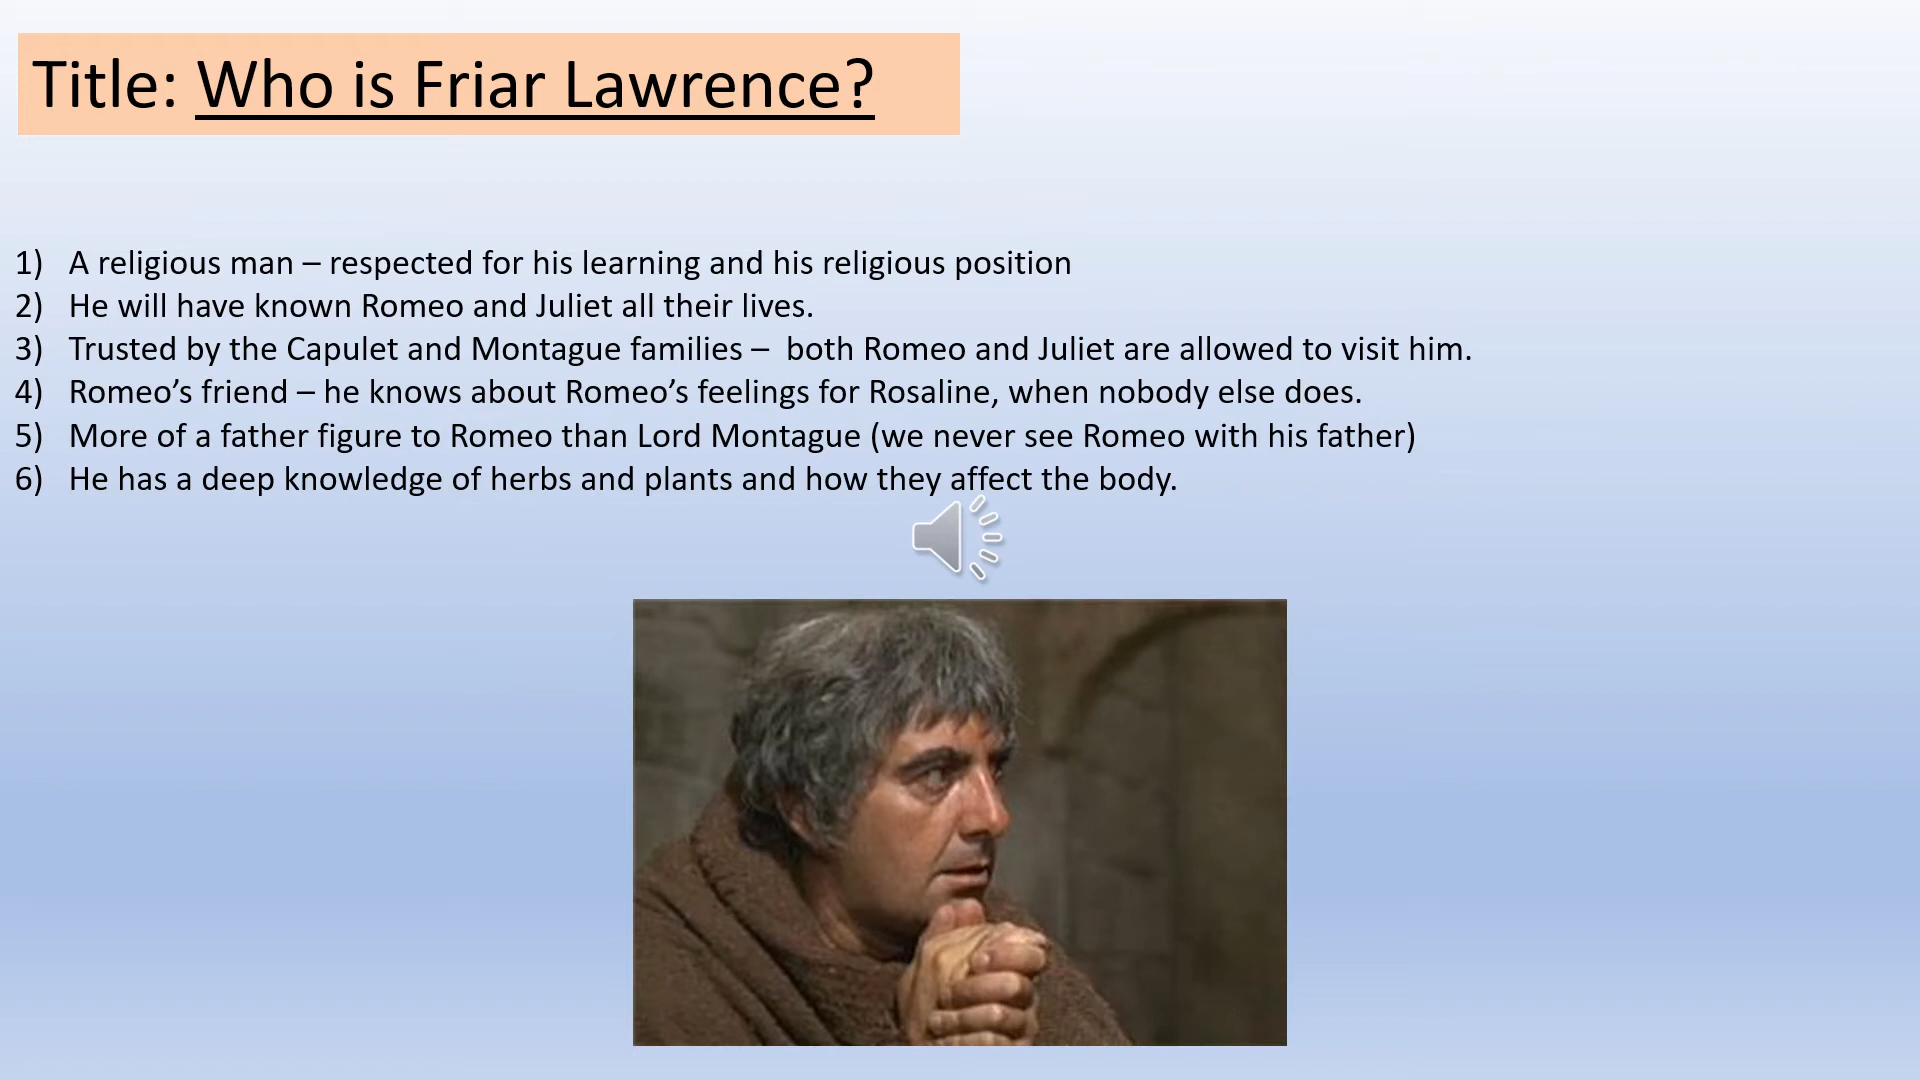 Title: Who is Friar Lawrence?
1) A religious man – respected for his learning and his religious position
2) He will have known Romeo and Juliet all their lives.
3) Trusted by the Capulet and Montague families – both Romeo and Juliet are allowed to visit him.
4) Romeo’s friend – he knows about Romeo’s feelings for Rosaline, when nobody else does.
5) More of a father figure to Romeo than Lord Montague (we never see Romeo with his father)
6) He has a deep knowledge of herbs and plants and how they affect the body.